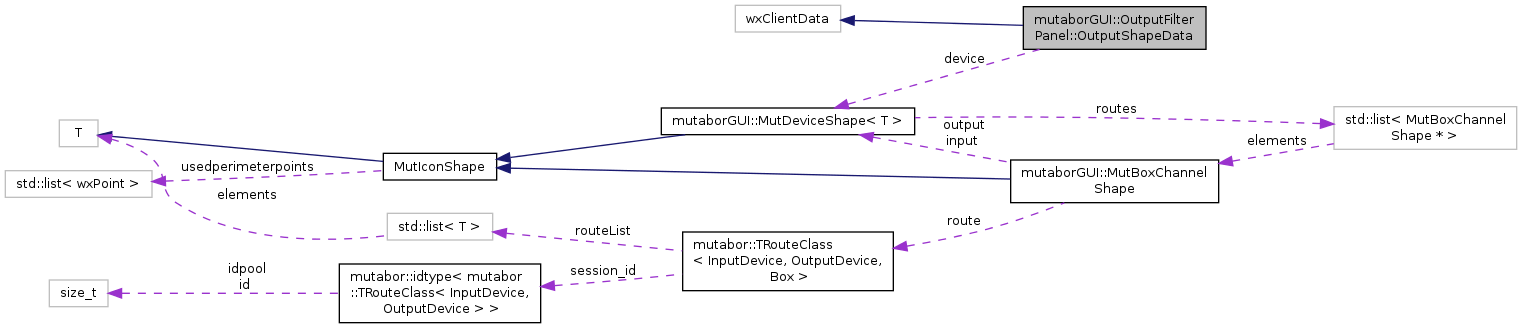 wxClientData
mutaborGUI::OutputFilter
Panel::OutputShapeData
device
mutaborGUI::MutDeviceShape< T >
routes
std::list< MutBoxChannel
Shape * >
output
input
elements
T
MutIconShape
usedperimeterpoints
std::list< wxPoint >
elements
mutaborGUI::MutBoxChannel
Shape
std::list< T >
routeList
route
mutabor::TRouteClass
< InputDevice, OutputDevice,
Box >
session_id
idpool
id
size_t
mutabor::idtype< mutabor
::TRouteClass< InputDevice,
OutputDevice > >